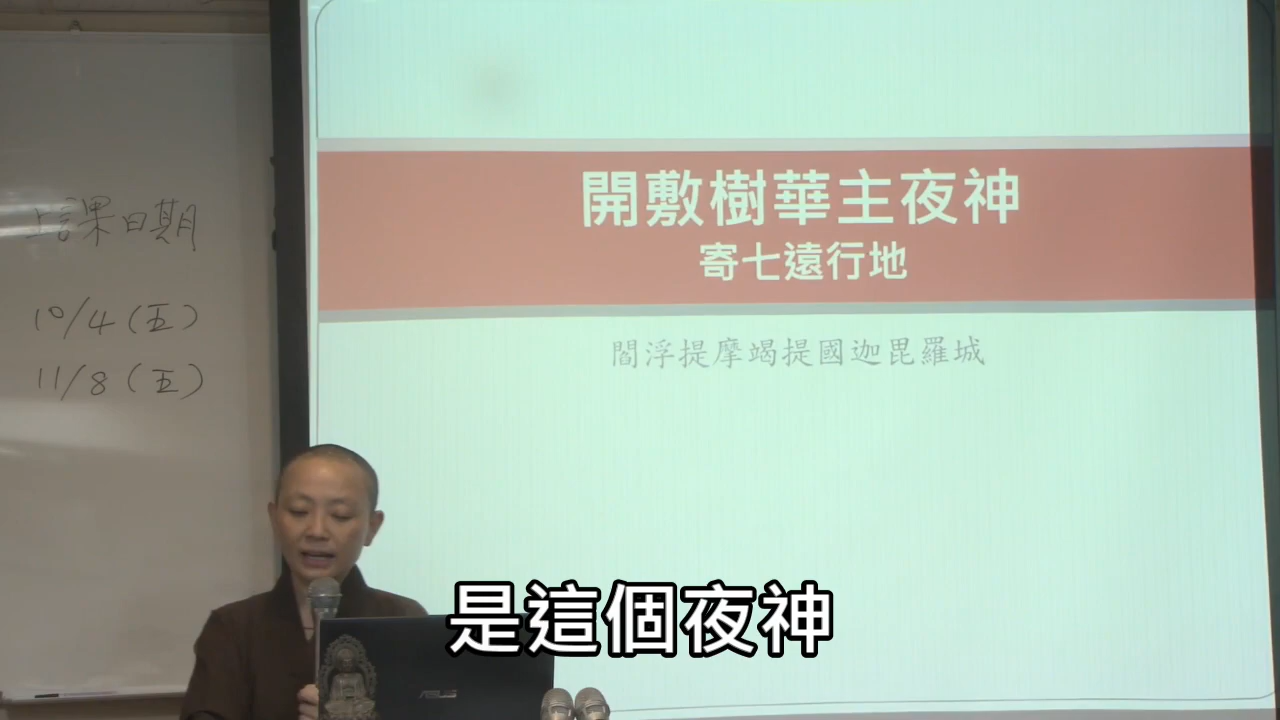 上課日期
10/4(五)
11/8(五)
開敷樹華主夜神
寄七遠行地
閻浮提摩竭提國迦毘羅城
是這個夜神
ASUS